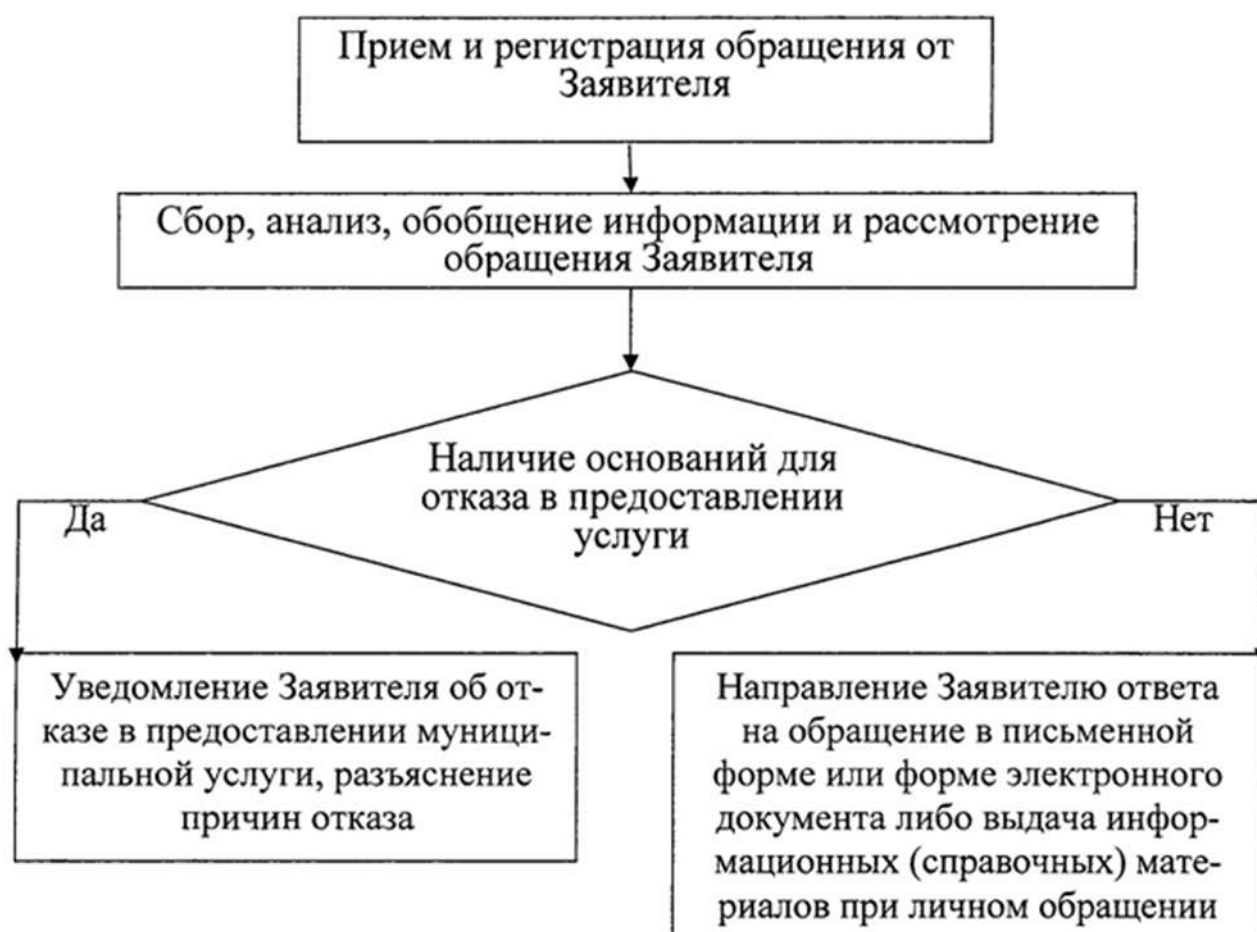 Прием и регистрация обращения от
Заявителя
Сбор, анализ, обобщение информации и рассмотрение
обращения Заявителя
Наличие оснований для
отказа в предоставлении
услуги
Да
Нет
Уведомление Заявителя об от-
казе в предоставлении муници-
пальной услуги, разъяснение
причин отказа
Направление Заявителю ответа
на обращение в письменной
форме или форме электронного
документа либо выдача инфор-
мационных (справочных) мате-
риалов при личном обращении